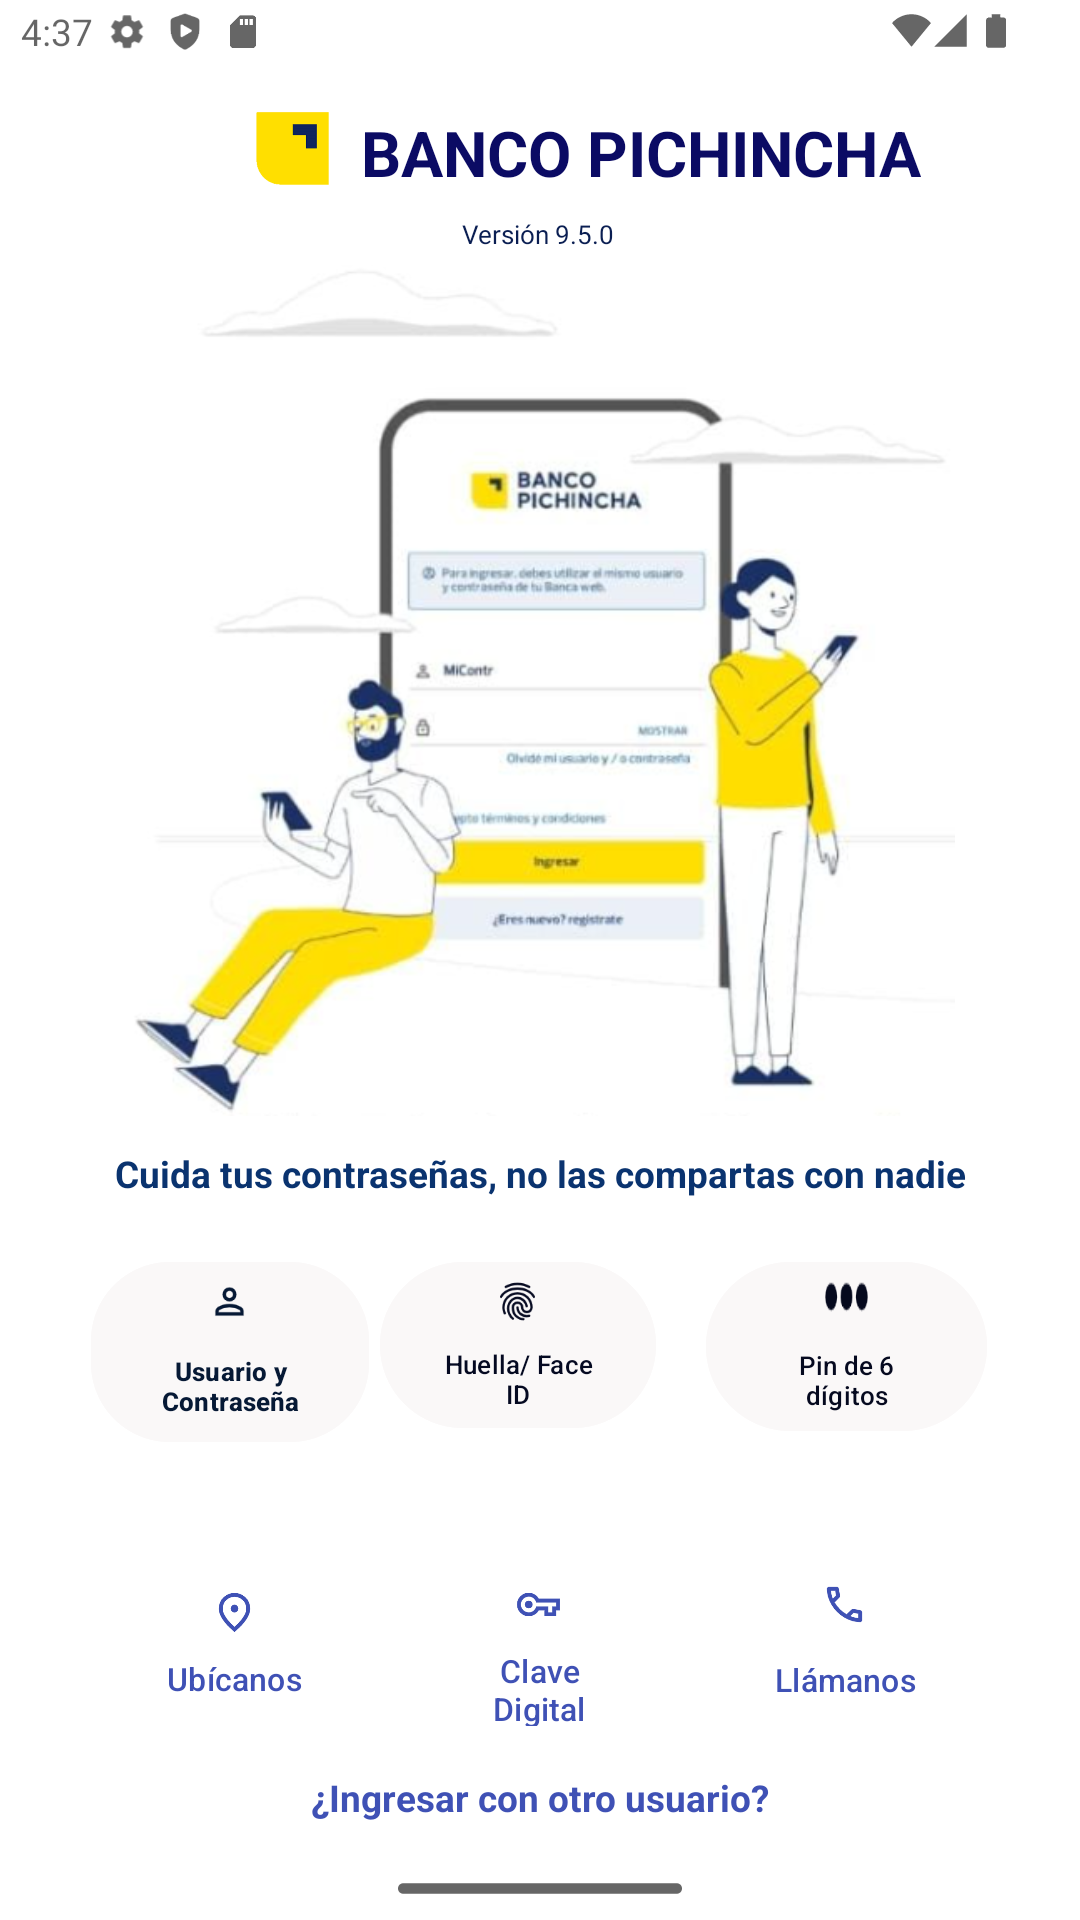 4:37
BANCO PICHINCHA
Versión 9.5.0
BANCO
PICHINCHA
Para ingresar, debes utilizar el mismo usuario
y contraseña de tu Banca web.
MiContr
MOSTRAR
Olvidé mi usuario y / o contraseña
epto términos y condiciones
Ingresar
¿Eres nuevo? regístrate
Cuida tus contraseñas, no las compartas con nadie
Usuario y
Contraseña
Huella/ Face
ID
Pin de 6
dígitos
Ubícanos
Clave
Digital
Llámanos
¿Ingresar con otro usuario?